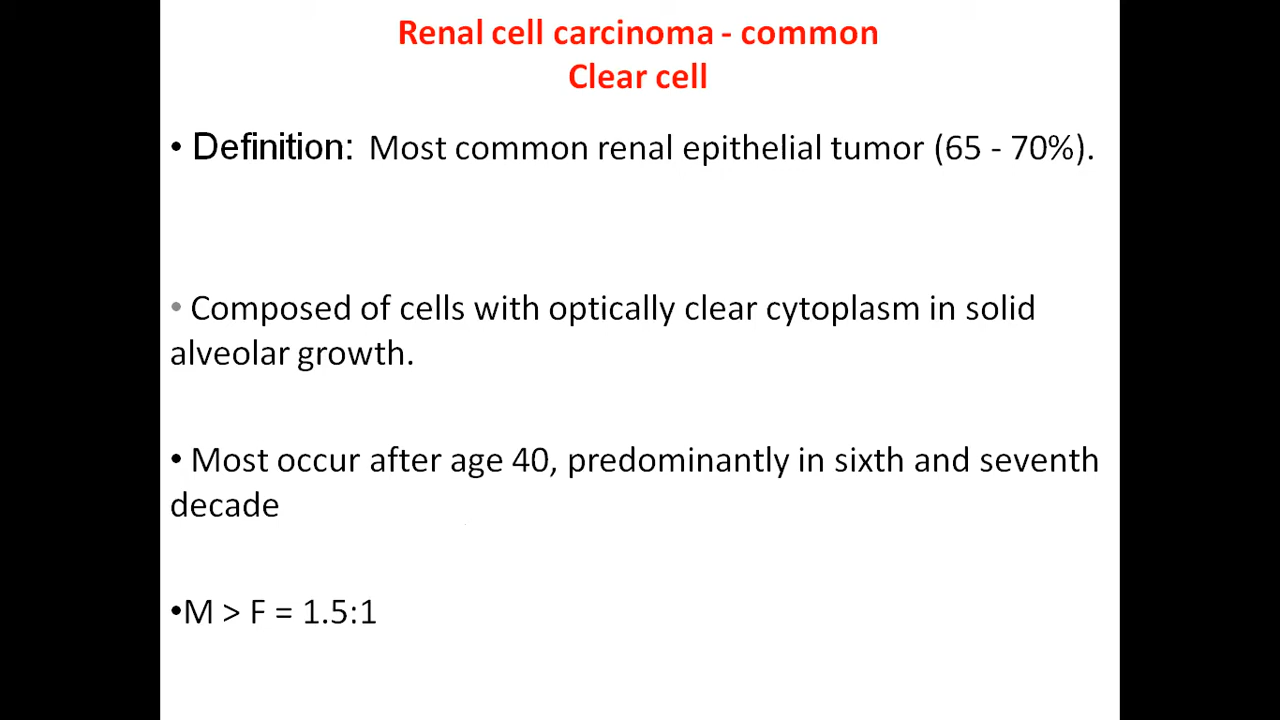 Renal cell carcinoma - common
Clear cell
• Definition: Most common renal epithelial tumor (65 - 70%).
• Composed of cells with optically clear cytoplasm in solid
alveolar growth.
• Most occur after age 40, predominantly in sixth and seventh
decade
•M > F = 1.5:1